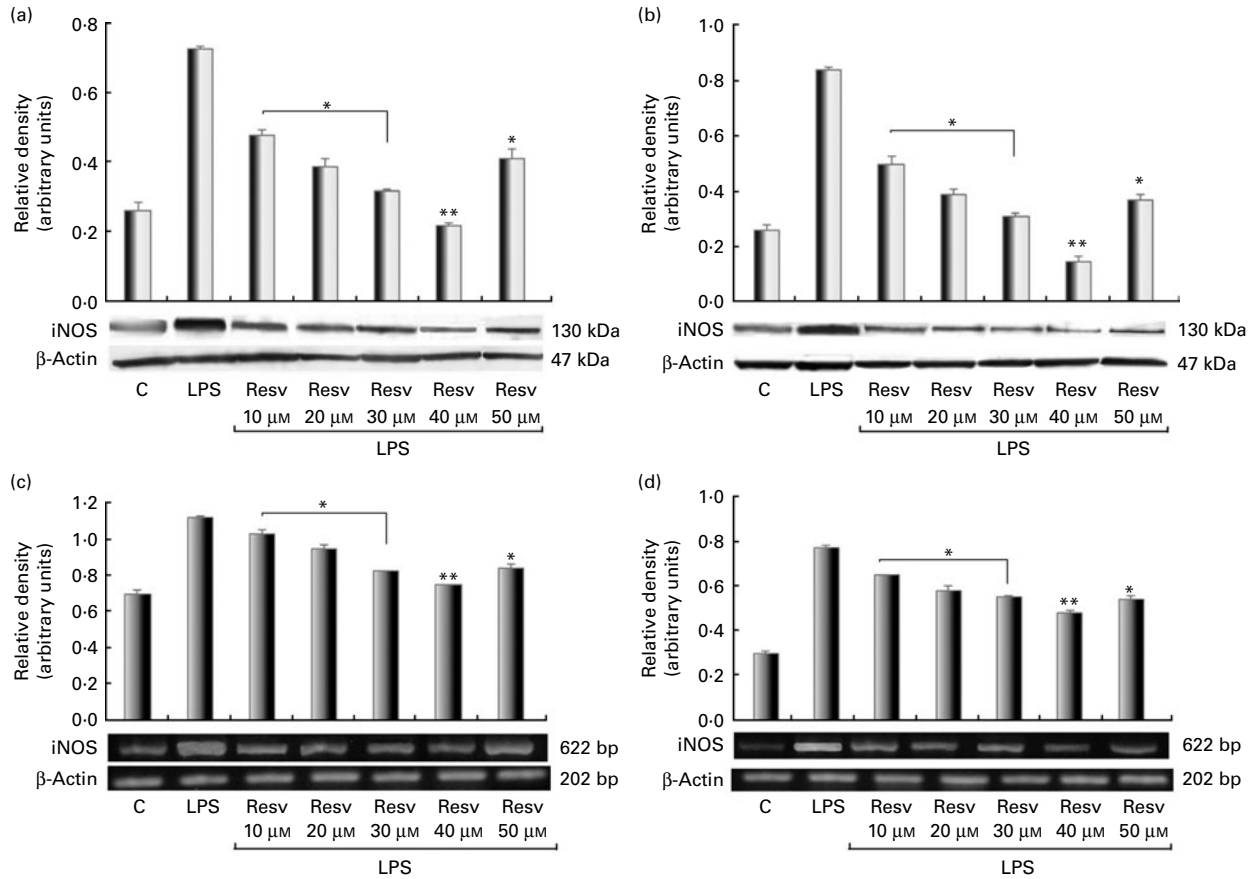 (a)
0·8
0·6
0·4
0·2
0·0
Relative density
(arbitrary units)
*
*
**
iNOS
130 kDa
β-Actin
47 kDa
C LPS Resv Resv Resv Resv Resv
10 μM 20 μM 30 μM 40 μM 50 μM
LPS
(b)
1·0
0·8
0·6
0·4
0·2
0·0
Relative density
(arbitrary units)
*
*
**
iNOS
130 kDa
β-Actin
47 kDa
C LPS Resv Resv Resv Resv Resv
10 μM 20 μM 30 μM 40 μM 50 μM
LPS
(c)
1·2
1·0
0·8
0·6
0·4
0·2
0·0
Relative density
(arbitrary units)
*
*
**
iNOS
622 bp
β-Actin
202 bp
C LPS Resv Resv Resv Resv Resv
10 μM 20 μM 30 μM 40 μM 50 μM
LPS
(d)
1·0
0·8
0·6
0·4
0·2
0·0
Relative density
(arbitrary units)
*
**
*
iNOS
622 bp
β-Actin
202 bp
C LPS Resv Resv Resv Resv Resv
10 μM 20 μM 30 μM 40 μM 50 μM
LPS